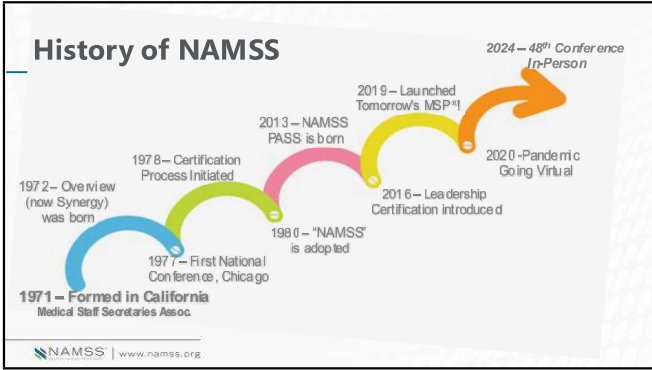 History of NAMSS
2024 – 48th Conference
In-Person
2019 – Launched
Tomorrow's MSP®!
2013 – NAMSS
PASS is born
2020 -Pandemic
Going Virtual
1978 – Certification
Process Initiated
2016 – Leadership
Certification introduced
1972 – Overview
(now Synergy)
was born
1980 – "NAMSS"
is adopted
1977 – First National
Conference, Chicago
1971 – Formed in California
Medical Staff Secretaries Assoc.
NAMSS | www.namss.org